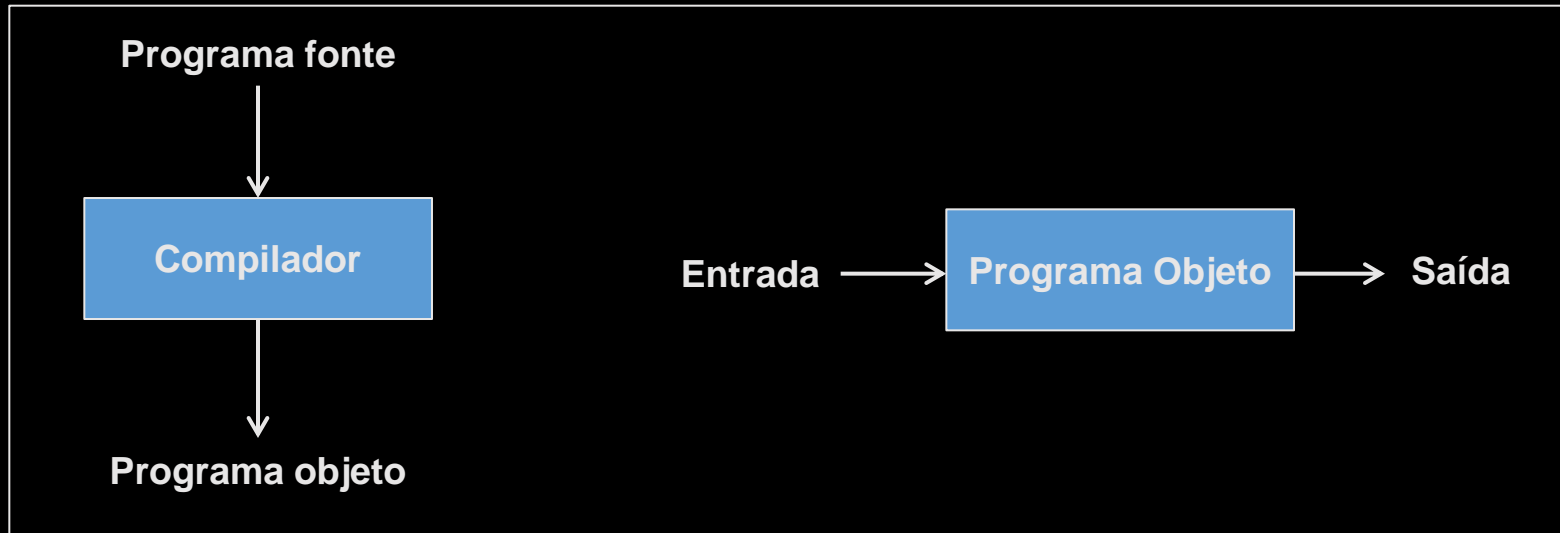 Programa fonte
Compilador
Programa objeto
Entrada
Programa Objeto
Saída